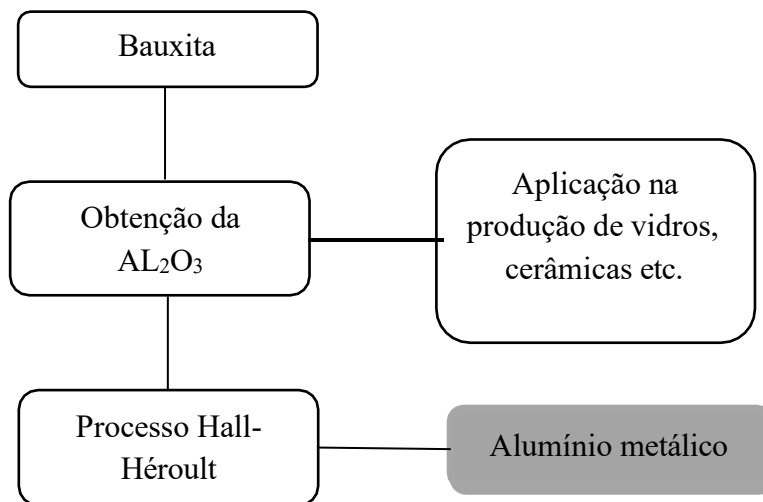 Bauxita
Obtenção da
AL₂O₃
Aplicação na
produção de vidros,
cerâmicas etc.
Processo Hall-
Héroult
Alumínio metálico